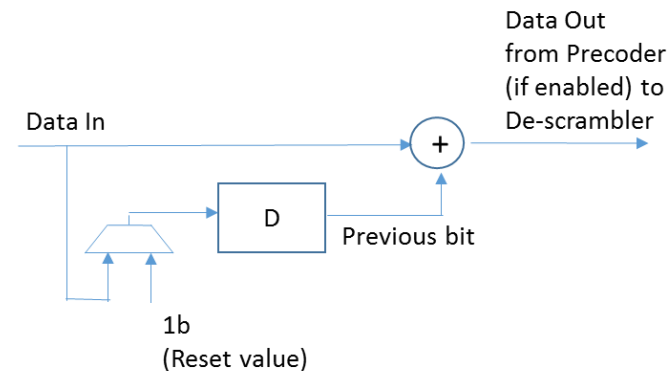 Data Out
from Precoder
(if enabled) to
De-scrambler
Data In
+
D
Previous bit
1b
(Reset value)